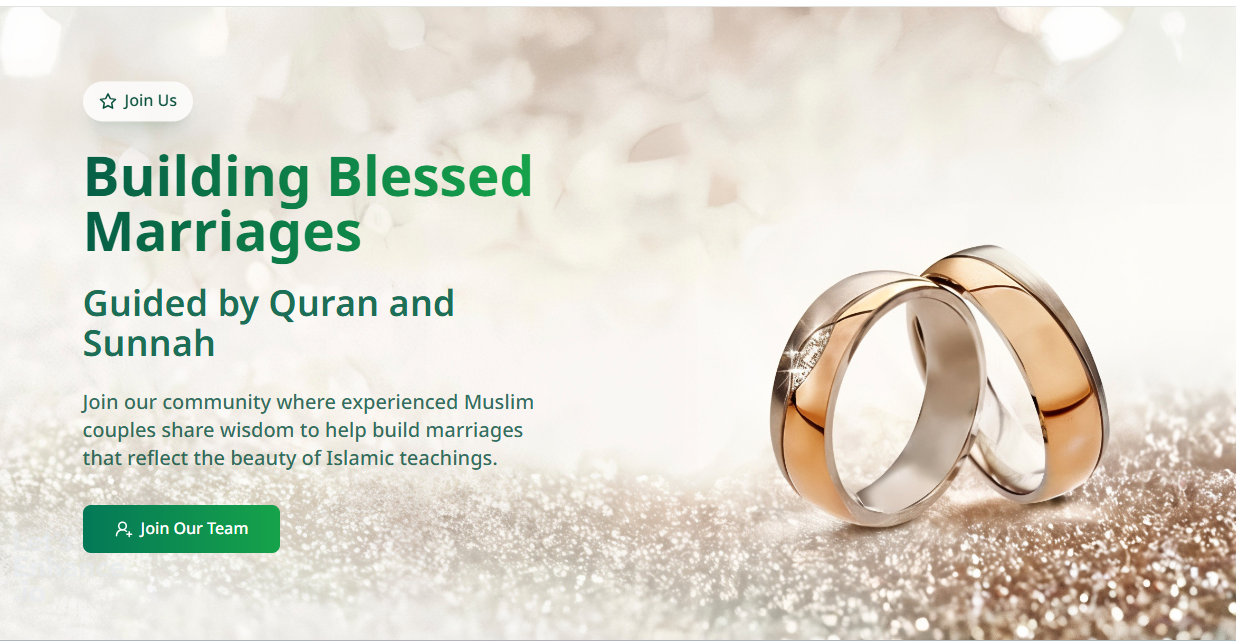 Join Us
Building Blessed
Marriages
Guided by Quran and
Sunnah
Join our community where experienced Muslim
couples share wisdom to help build marriages
that reflect the beauty of Islamic teachings.
Join Our Team